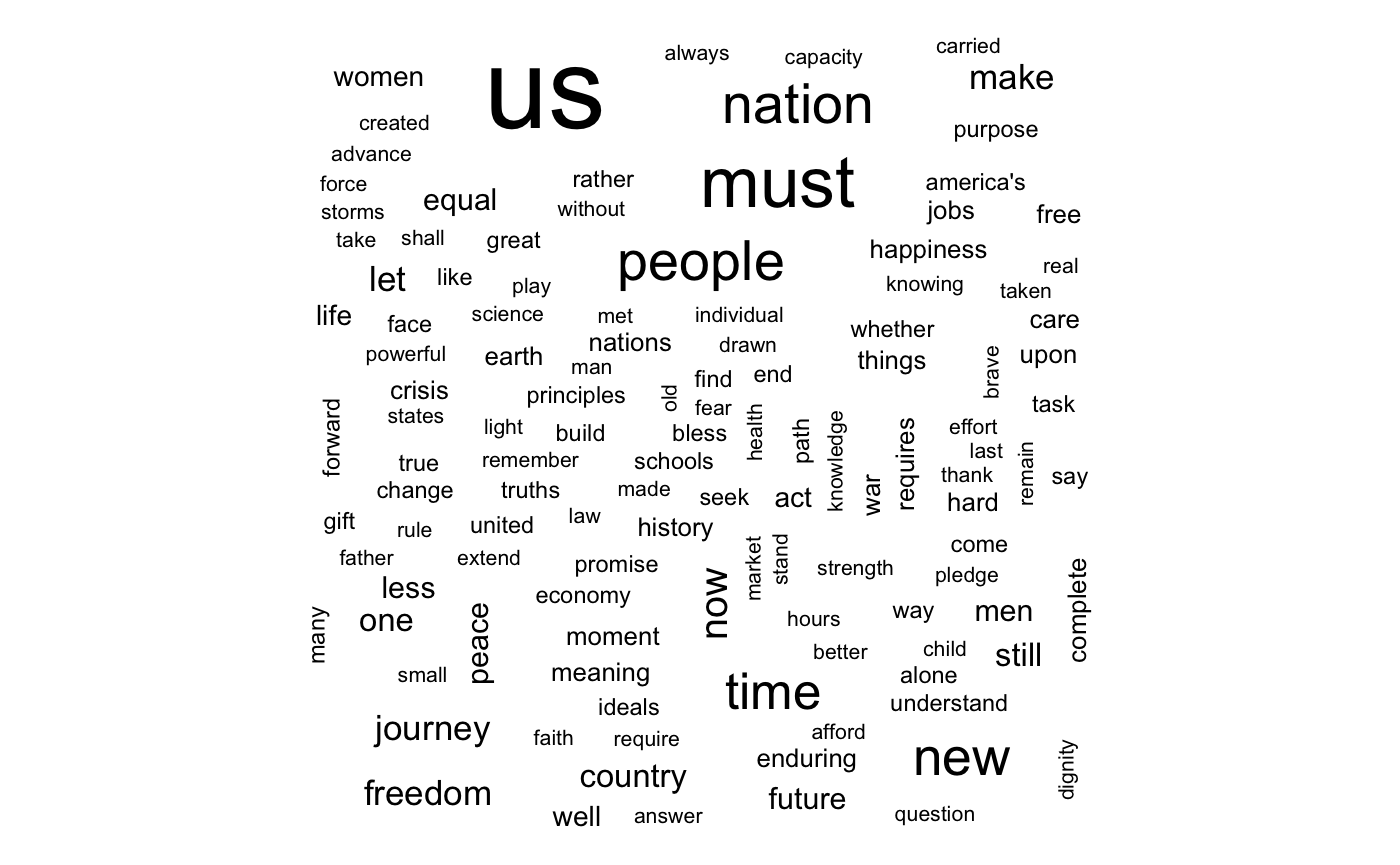 always
capacity
carried
women
us
nation
make
created
purpose
advance
force
equal
rather
must
america's
storms
without
jobs
free
take
shall
great
people
happiness
let
like
play
knowing
real
taken
life
face
science
met
individual
whether
care
powerful
earth
nations
drawn
things
brave
upon
man
crisis
principles
old
find
end
task
states
fear
forward
light
build
bless
health
path
knowledge
requires
effort
last
true
remember
schools
war
thank
remain
say
change
truths
made
seek
act
hard
gift
rule
united
law
history
come
father
extend
promise
now
market
stand
strength
pledge
complete
less
economy
many
one
peace
moment
hours
way
men
better
child
still
small
meaning
time
alone
understand
ideals
journey
faith
require
afford
enduring
new
dignity
freedom
country
future
well
answer
question